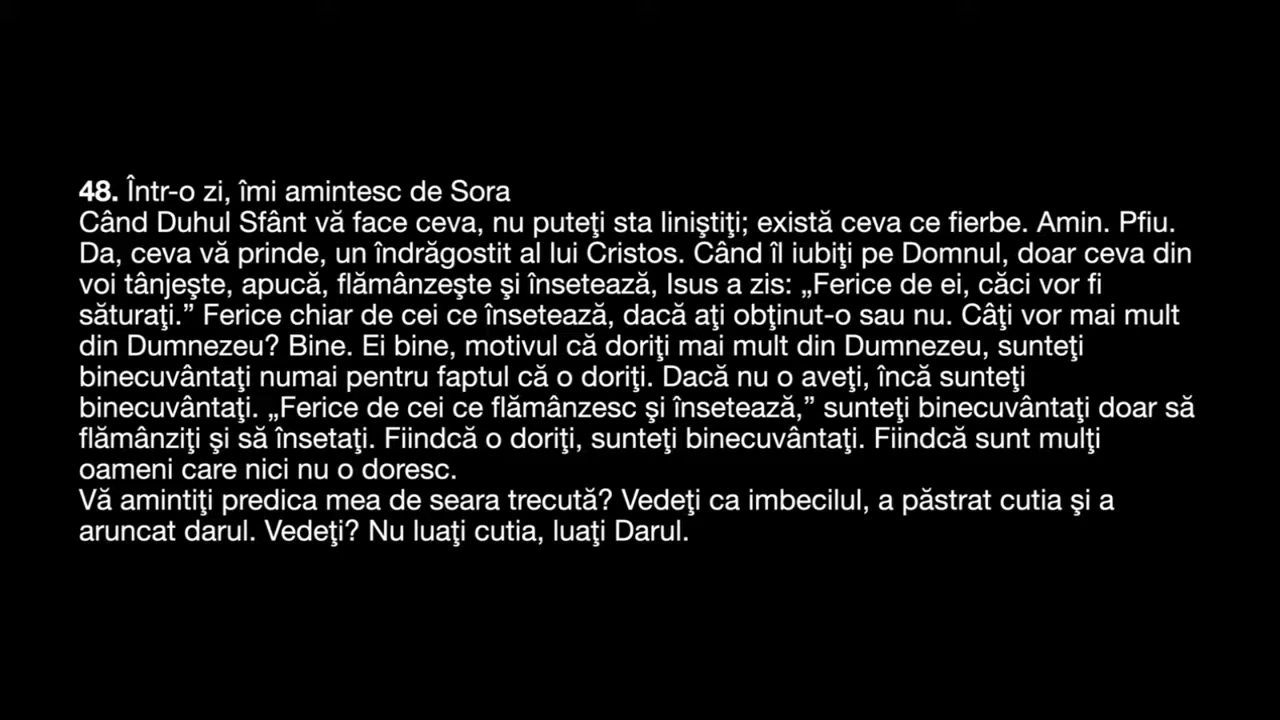 48. Într-o zi, îmi amintesc de Sora
Când Duhul Sfânt vă face ceva, nu puteţi sta liniştiţi; există ceva ce fierbe. Amin. Pfiu.
Da, ceva vă prinde, un îndrăgostit al lui Cristos. Când îl iubiţi pe Domnul, doar ceva din
voi tânjeşte, apucă, flămânzeşte şi însetează, Isus a zis: „Ferice de ei, căci vor fi
săturaţi.” Ferice chiar de cei ce însetează, dacă aţi obţinut-o sau nu. Câţi vor mai mult
din Dumnezeu? Bine. Ei bine, motivul că doriţi mai mult din Dumnezeu, sunteţi
binecuvântaţi numai pentru faptul că o doriţi. Dacă nu o aveţi, încă sunteţi
binecuvântaţi. „Ferice de cei ce flămânzesc şi însetează,” sunteţi binecuvântaţi doar să
flămânziţi şi să însetaţi. Fiindcă o doriţi, sunteţi binecuvântaţi. Fiindcă sunt mulţi
oameni care nici nu o doresc.
Vă amintiţi predica mea de seara trecută? Vedeţi ca imbecilul, a păstrat cutia şi a
aruncat darul. Vedeţi? Nu luaţi cutia, luaţi Darul.